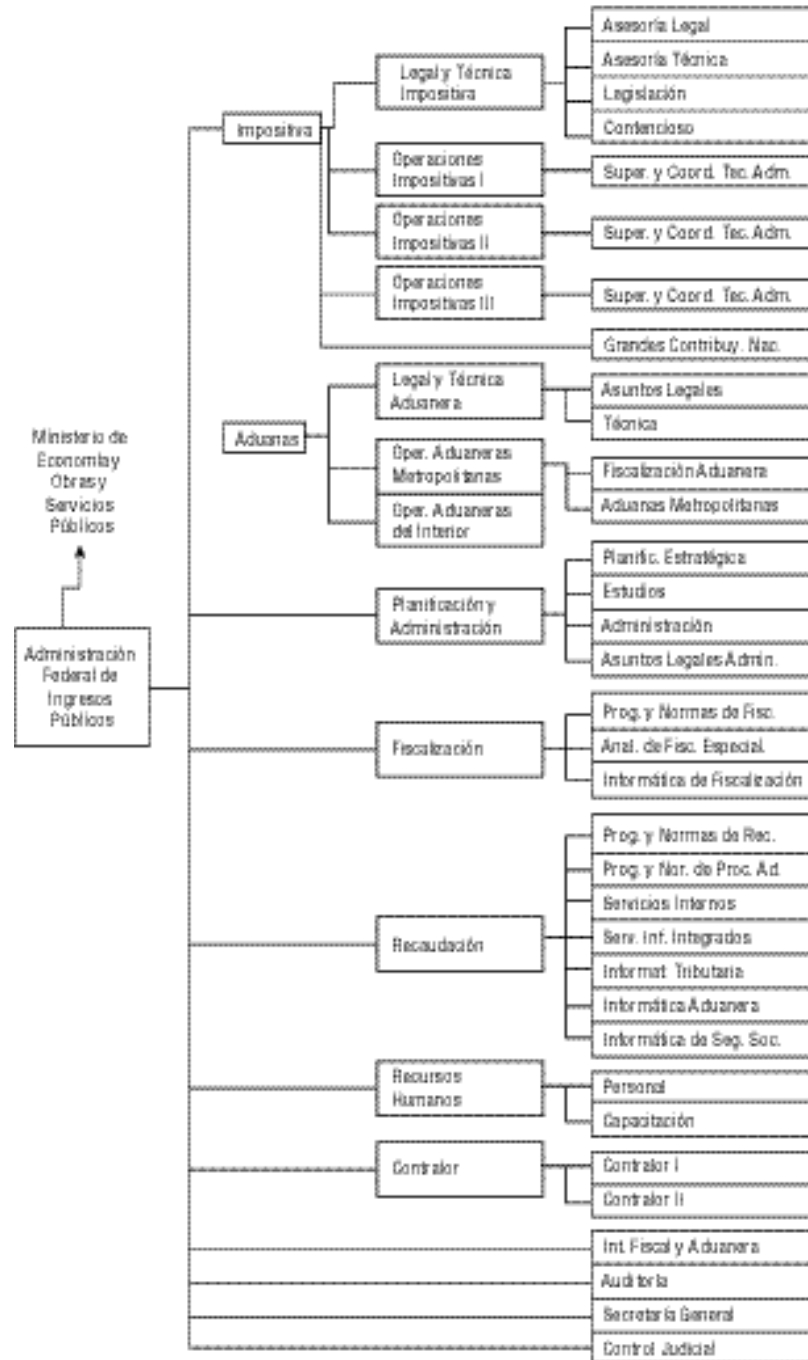 Ministerio de
Economía y
Obras y
Servicios
Públicos
Administración
Federal de
Ingresos
Públicos
Impositiva
Legal y Técnica
Impositiva
Asesoría Legal
Asesoría Técnica
Legislación
Contencioso
Operaciones
Impositivas I
Super. y Coord. Tec. Adm.
Operaciones
Impositivas II
Super. y Coord. Tec. Adm.
Operaciones
Impositivas III
Super. y Coord. Tec. Adm.
Grandes Contribuy. Nac.
Aduanas
Legal y Técnica
Aduanera
Asuntos Legales
Técnica
Oper. Aduaneras
Metropolitanas
Fiscalización Aduanera
Aduanas Metropolitanas
Oper. Aduaneras
del Interior
Planificación y
Administración
Planific. Estratégica
Estudios
Administración
Asuntos Legales Admin.
Fiscalización
Prog. y Normas de Fisc.
Anal. de Fisc. Especial.
Informática de Fiscalización
Recaudación
Prog. y Normas de Rec.
Prog. y Nor. de Proc. Ad.
Servicios Internos
Serv. Inf. Integrados
Informat. Tributaria
Informática Aduanera
Informática de Seg. Soc.
Recursos
Humanos
Personal
Capacitación
Contralor
Contralor I
Contralor II
Int. Fiscal y Aduanera
Auditoría
Secretaría General
Control Judicial